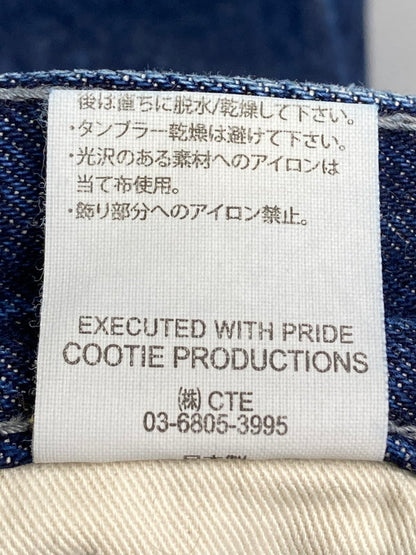 後は直ちに脱水/乾燥して下さい。
・タンブラー乾燥は避けて下さい。
・光沢のある素材へのアイロンは
当て布使用。
・飾り部分へのアイロン禁止。
EXECUTED WITH PRIDE
COOTIE PRODUCTIONS
㈱ CTE
03-6805-3995
日本製